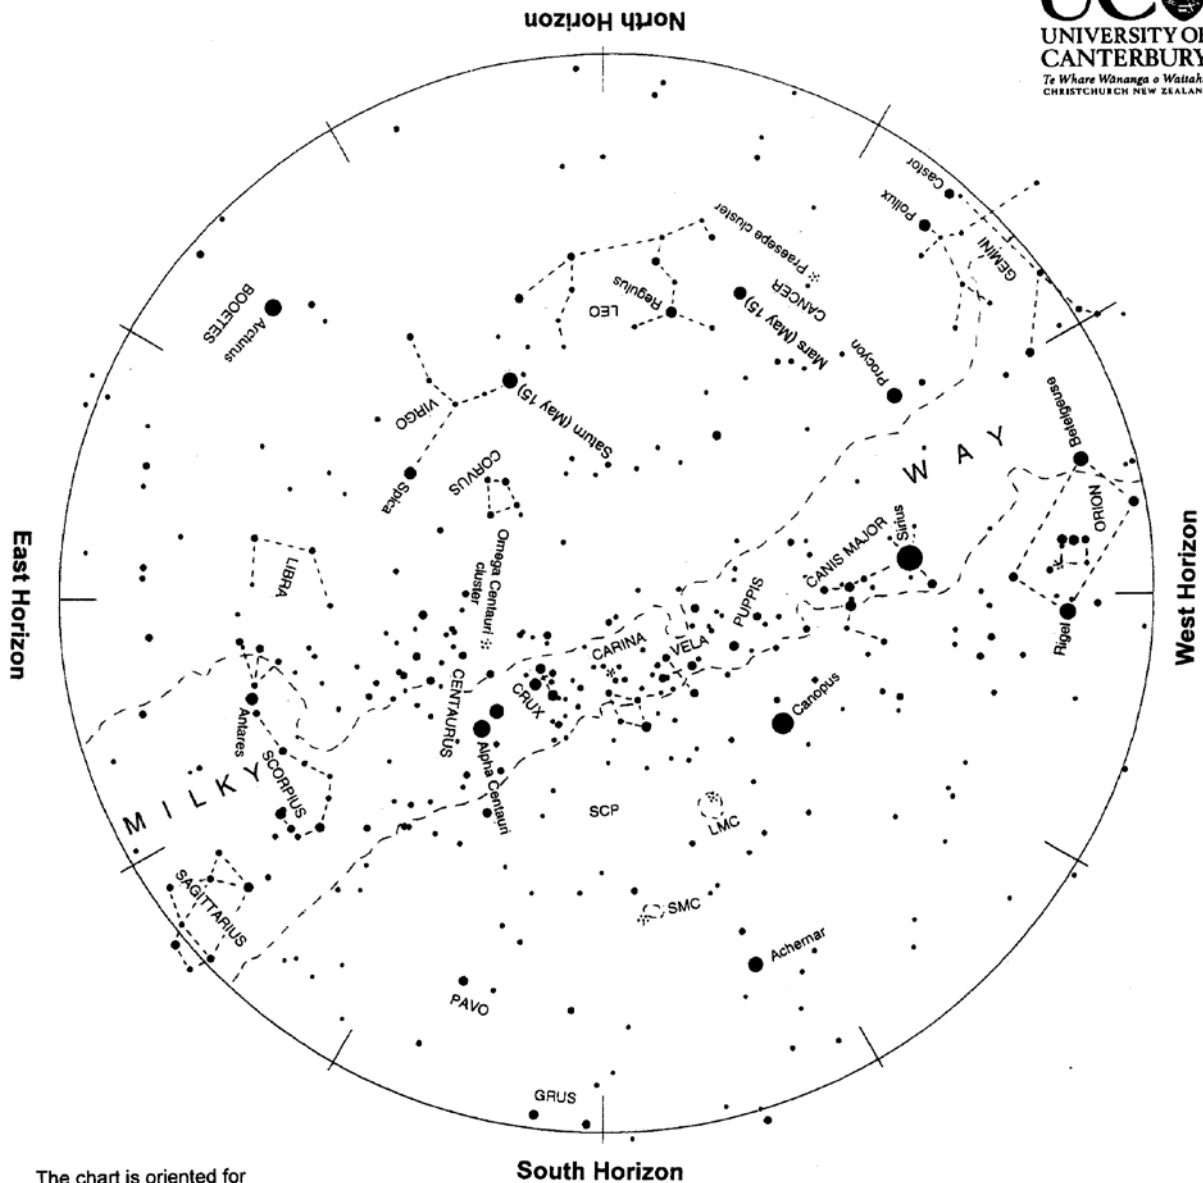 North Horizon
UC
UNIVERSITY OF
CANTERBURY
Te Whare Wānanga o Waitaha
CHRISTCHURCH NEW ZEALAND
Castor
Pollux
GEMINI
Praesepe cluster
CANCER
Mars (May 15)
Regulus
LEO
BOOETES
Arcturus
Procyon
VIRGO
Saturn (May 15)
Betelgeuse
W A Y
Spica
CORVUS
Sirius
ORION
East Horizon
West Horizon
LIBRA
Omega Centauri
cluster
CANIS MAJOR
PUPPIS
CARINA
VELA
Rigel
CRUX
CENTAURUS
Canopus
Antares
Alpha Centauri
SCORPIUS
M I L K Y
SCP
LMC
SAGITTARIUS
SMC
Achernar
PAVO
GRUS
South Horizon
The chart is oriented for